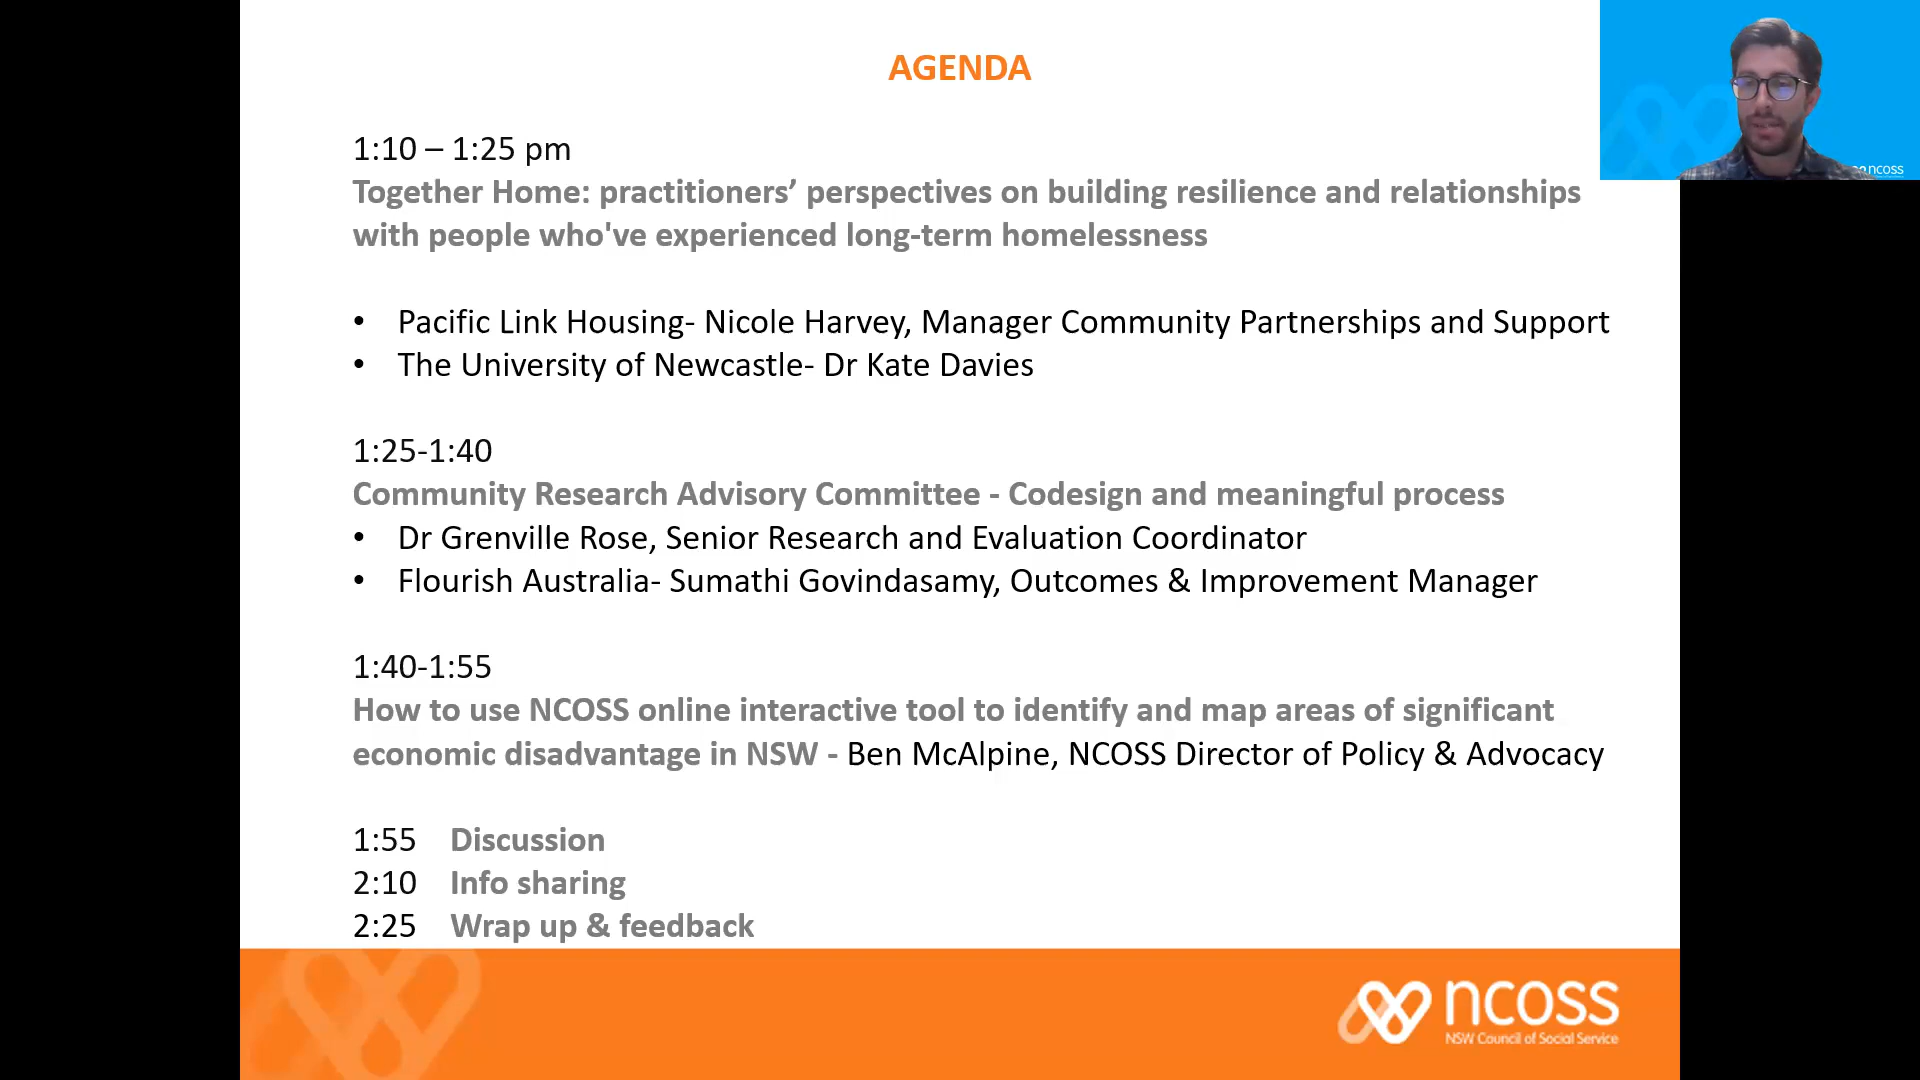 AGENDA
1:10 – 1:25 pm
Together Home: practitioners’ perspectives on building resilience and relationships
with people who've experienced long-term homelessness
• Pacific Link Housing- Nicole Harvey, Manager Community Partnerships and Support
• The University of Newcastle- Dr Kate Davies
1:25-1:40
Community Research Advisory Committee - Codesign and meaningful process
• Dr Grenville Rose, Senior Research and Evaluation Coordinator
• Flourish Australia- Sumathi Govindasamy, Outcomes & Improvement Manager
1:40-1:55
How to use NCOSS online interactive tool to identify and map areas of significant
economic disadvantage in NSW - Ben McAlpine, NCOSS Director of Policy & Advocacy
1:55 Discussion
2:10 Info sharing
2:25 Wrap up & feedback
ncoss
NSW Council of Social Service
ncoss